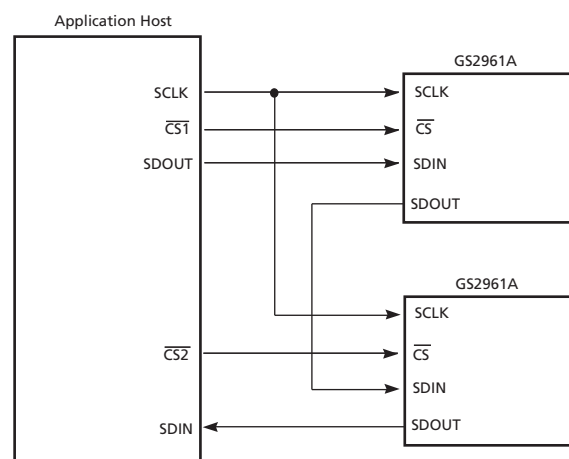 Application Host
SCLK
CS1
SDOUT
CS2
SDIN
GS2961A
SCLK
CS
SDIN
SDOUT
GS2961A
SCLK
CS
SDIN
SDOUT